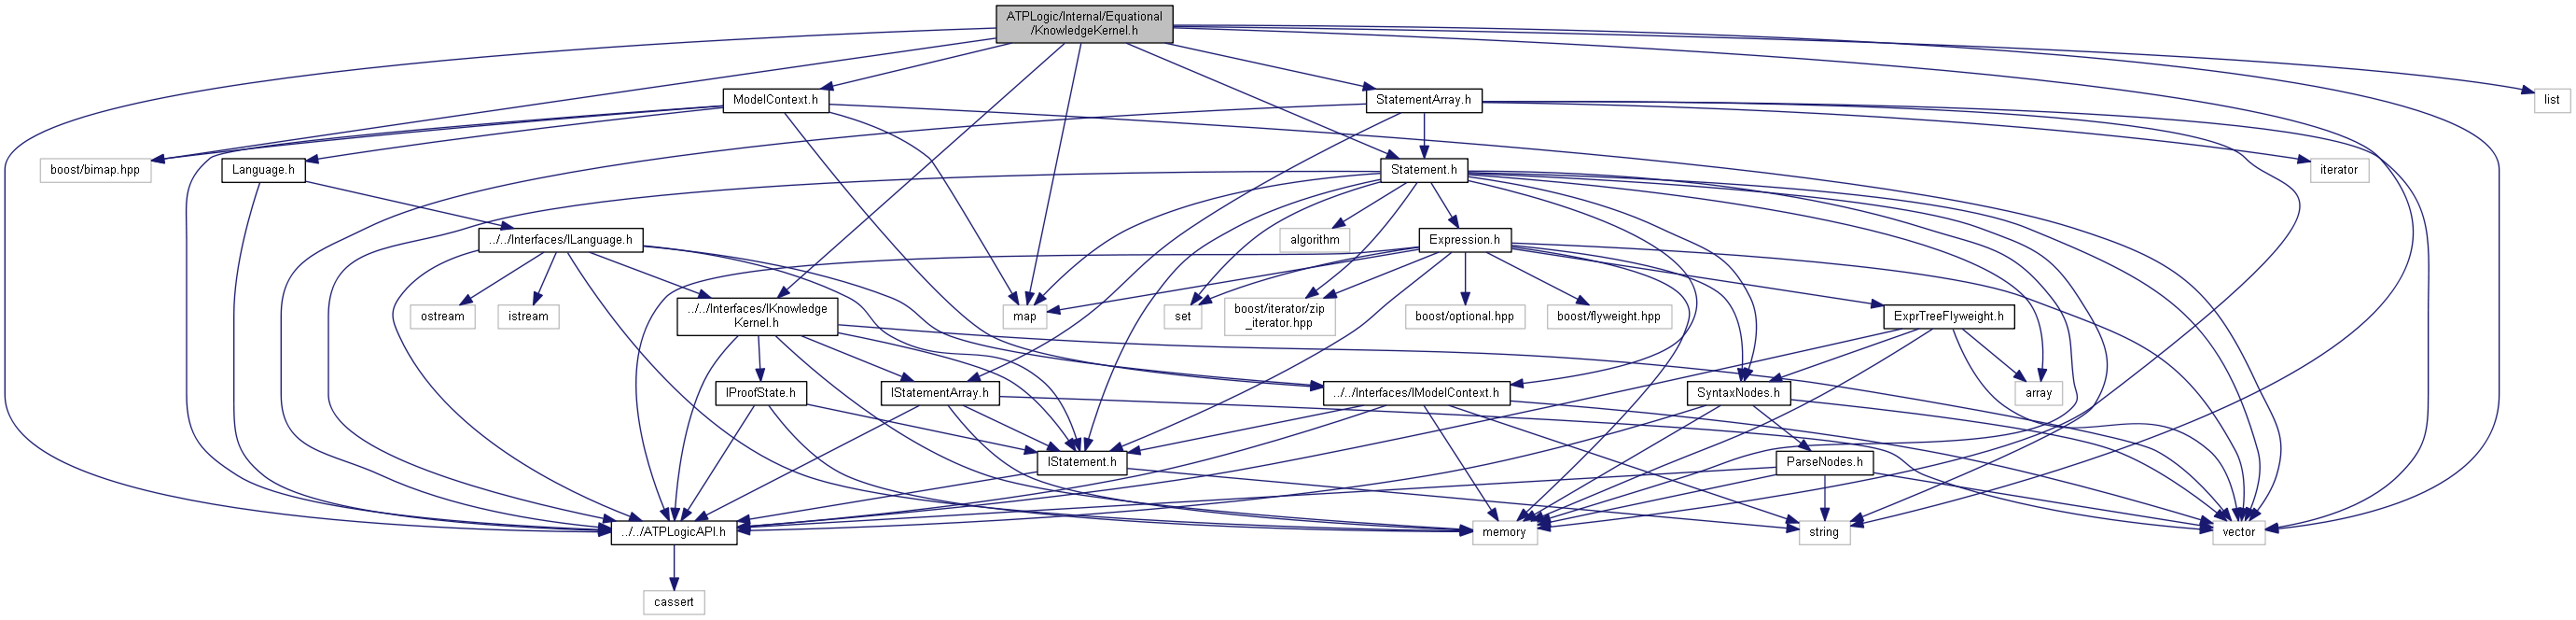 ATPLogic/Internal/Equational
/KnowledgeKernel.h
ModelContext.h
StatementArray.h
list
boost/bimap.hpp
Language.h
Statement.h
iterator
../../Interfaces/ILanguage.h
algorithm
Expression.h
ostream
istream
../../Interfaces/IKnowledge
Kernel.h
map
set
boost/iterator/zip
_iterator.hpp
boost/optional.hpp
boost/flyweight.hpp
ExprTreeFlyweight.h
IProofState.h
IStatementArray.h
../../Interfaces/IModelContext.h
SyntaxNodes.h
array
IStatement.h
ParseNodes.h
../../ATPLogicAPI.h
memory
string
vector
cassert